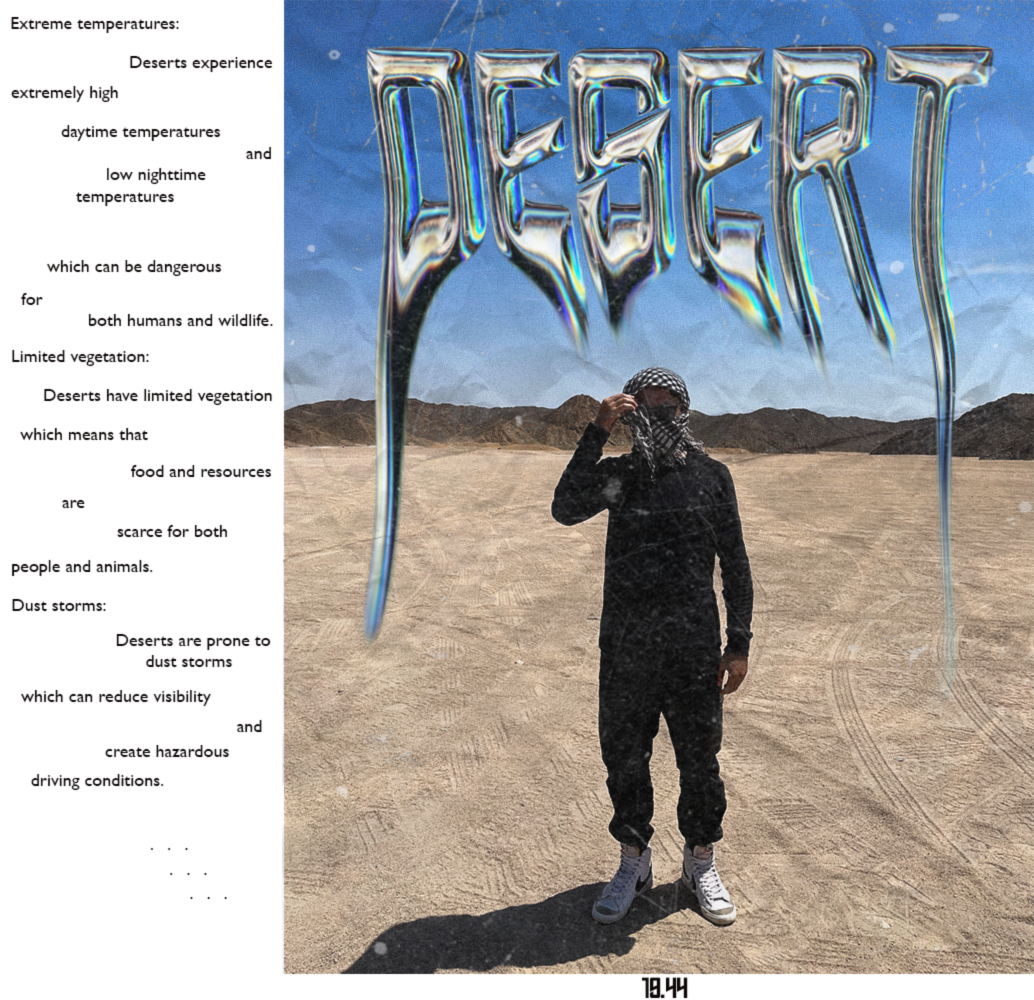 Extreme temperatures:
Deserts experience
extremely high
daytime temperatures
and
low nighttime
temperatures
which can be dangerous
for
both humans and wildlife.
Limited vegetation:
Deserts have limited vegetation
which means that
food and resources
are
scarce for both
people and animals.
Dust storms:
Deserts are prone to
dust storms
which can reduce visibility
and
create hazardous
driving conditions.
. . .
. . .
. . .
DESERT
19.44